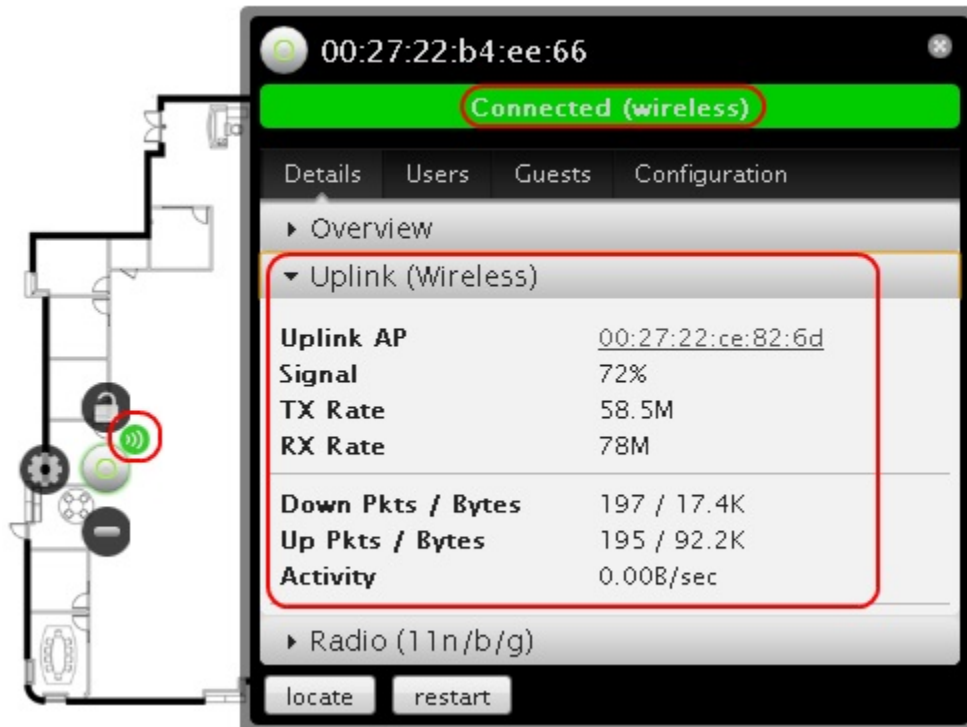 00:27:22:b4:ee:66
Connected (wireless)
Details Users Guests Configuration
Overview
Uplink (Wireless)
Uplink AP 00:27:22:ce:82:6d
Signal 72%
TX Rate 58.5M
RX Rate 78M
Down Pkts / Bytes 197 / 17.4K
Up Pkts / Bytes 195 / 92.2K
Activity 0.00B/sec
Radio (11n/b/g)
locate restart